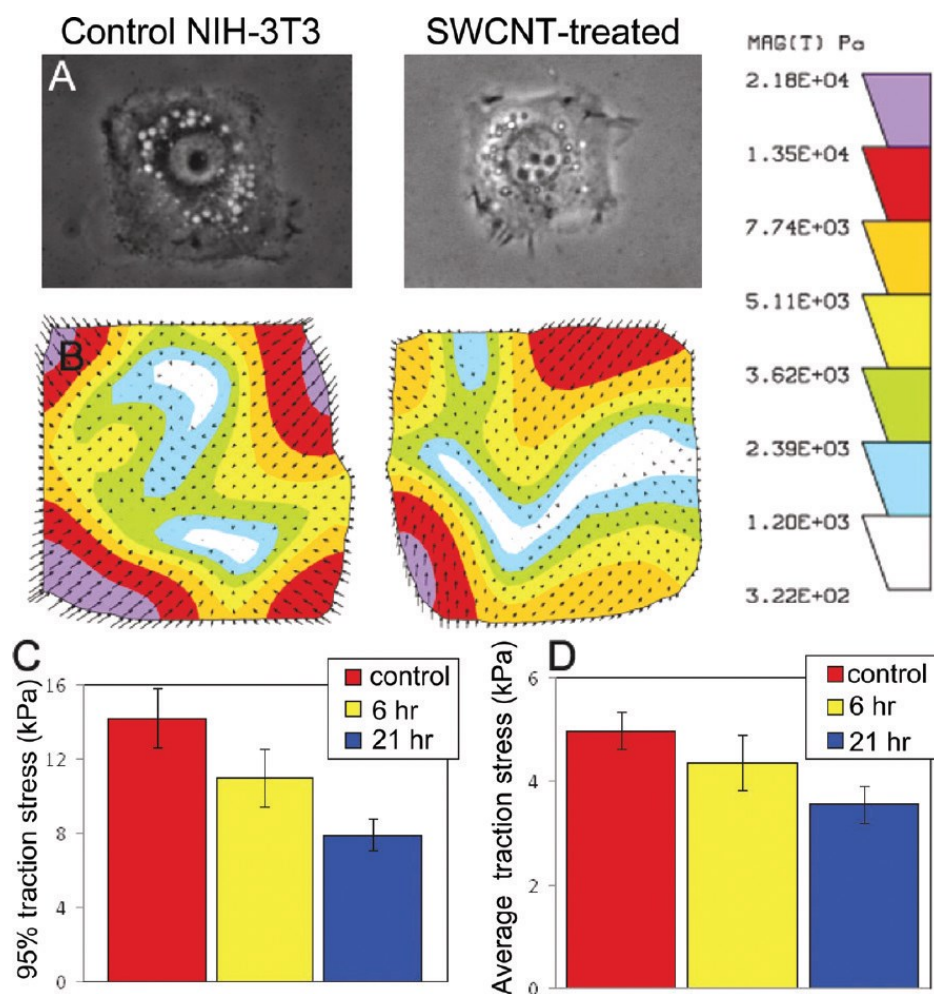 Control NIH-3T3
SWCNT-treated
A
MAG(T) Pa
2.18E+04
1.35E+04
7.74E+03
5.11E+03
3.62E+03
2.39E+03
1.20E+03
3.22E+02
B
C
95% traction stress (kPa)
16
12
8
4
0
control
6 hr
21 hr
D
Average traction stress (kPa)
6
4
2
0
control
6 hr
21 hr